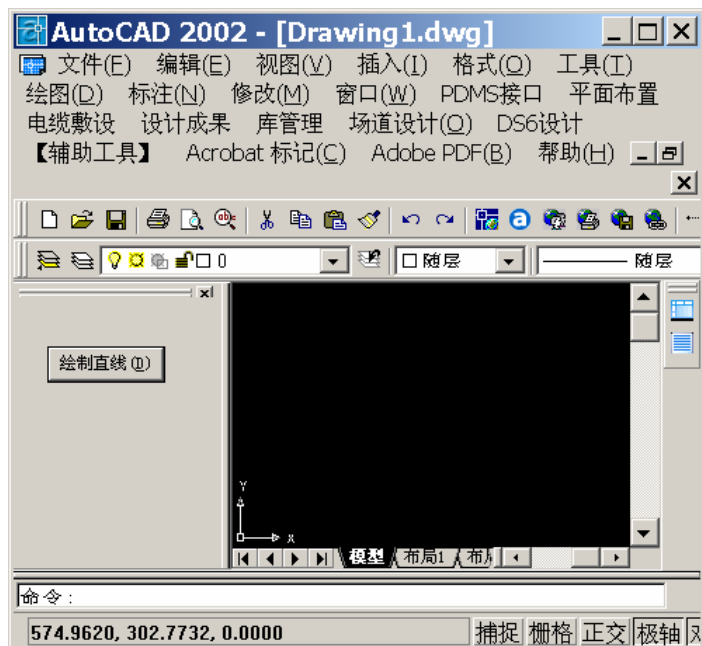 AutoCAD 2002 - [Drawing1.dwg]
文件(F) 编辑(E) 视图(V) 插入(I) 格式(O) 工具(T)
绘图(D) 标注(N) 修改(M) 窗口(W) PDMS接口 平面布置
电缆敷设 设计成果 库管理 场道设计(Q) DS6设计
【辅助工具】 Acrobat 标记(C) Adobe PDF(B) 帮助(H)
0 随层 随层
绘制直线(D)
Y
X
模型 布局1
命令:
574.9620, 302.7732, 0.0000 捕捉 栅格 正交 极轴